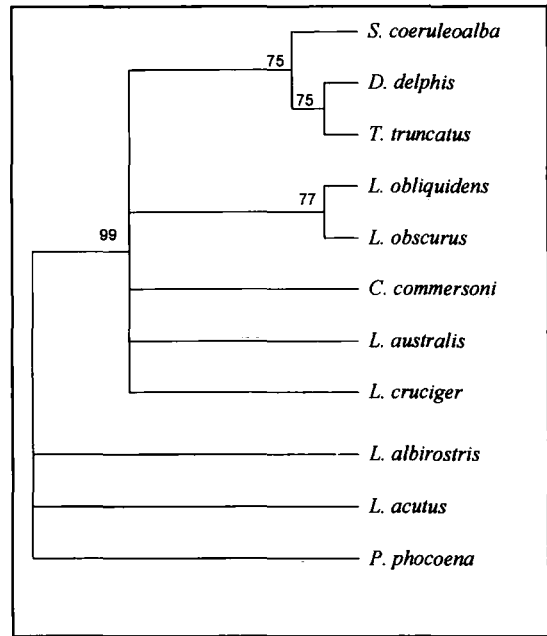 S. coeruleoalba
75
D. delphis
75
T. truncatus
L. obliquidens
77
L. obscurus
99
C. commersoni
L. australis
L. cruciger
L. albirostris
L. acutus
P. phocoena